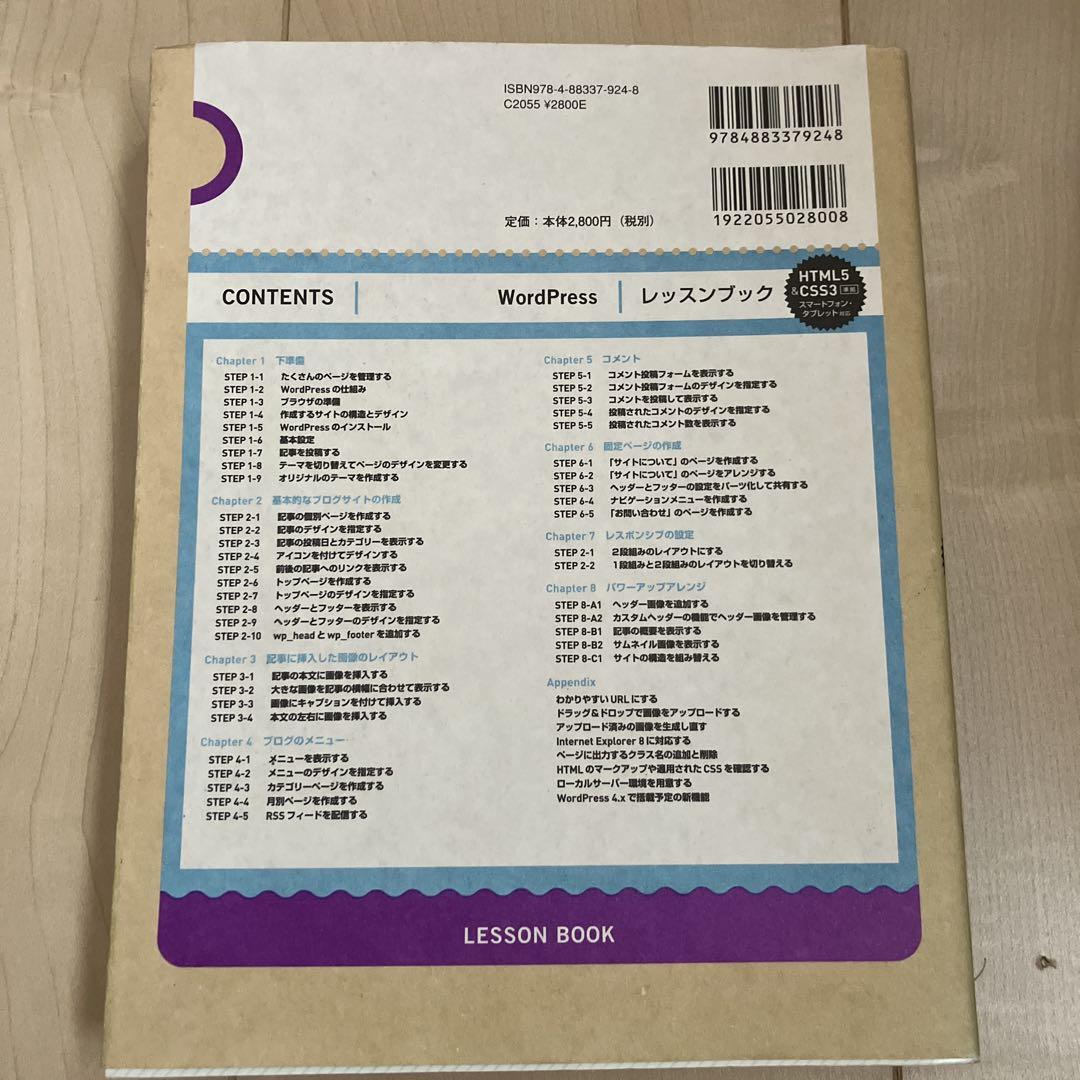 ISBN978-4-88337-924-8
C2055 ¥2800E
9784883379248
1922055028008
定価：本体2,800円（税別）
CONTENTS
WordPress
レッスンブック
HTML5
&CSS3 準拠
スマートフォン・
タブレット対応
Chapter 1 下準備
STEP 1-1 たくさんのページを管理する
STEP 1-2 WordPressの仕組み
STEP 1-3 ブラウザの準備
STEP 1-4 作成するサイトの構造とデザイン
STEP 1-5 WordPressのインストール
STEP 1-6 基本設定
STEP 1-7 記事を投稿する
STEP 1-8 テーマを切り替えてページのデザインを変更する
STEP 1-9 オリジナルのテーマを作成する
Chapter 2 基本的なブログサイトの作成
STEP 2-1 記事の個別ページを作成する
STEP 2-2 記事のデザインを指定する
STEP 2-3 記事の投稿日とカテゴリーを表示する
STEP 2-4 アイコンを付けてデザインする
STEP 2-5 前後の記事へのリンクを表示する
STEP 2-6 トップページを作成する
STEP 2-7 トップページのデザインを指定する
STEP 2-8 ヘッダーとフッターを表示する
STEP 2-9 ヘッダーとフッターのデザインを指定する
STEP 2-10 wp_headとwp_footerを追加する
Chapter 3 記事に挿入した画像のレイアウト
STEP 3-1 記事の本文に画像を挿入する
STEP 3-2 大きな画像を記事の横幅に合わせて表示する
STEP 3-3 画像にキャプションを付けて挿入する
STEP 3-4 本文の左右に画像を挿入する
Chapter 4 ブログのメニュー
STEP 4-1 メニューを表示する
STEP 4-2 メニューのデザインを指定する
STEP 4-3 カテゴリーページを作成する
STEP 4-4 月別ページを作成する
STEP 4-5 RSSフィードを配信する
Chapter 5 コメント
STEP 5-1 コメント投稿フォームを表示する
STEP 5-2 コメント投稿フォームのデザインを指定する
STEP 5-3 コメントを投稿して表示する
STEP 5-4 投稿されたコメントのデザインを指定する
STEP 5-5 投稿されたコメント数を表示する
Chapter 6 固定ページの作成
STEP 6-1 「サイトについて」のページを作成する
STEP 6-2 「サイトについて」のページをアレンジする
STEP 6-3 ヘッダーとフッターの設定をパーツ化して共有する
STEP 6-4 ナビゲーションメニューを作成する
STEP 6-5 「お問い合わせ」のページを作成する
Chapter 7 レスポンシブの設定
STEP 2-1 2段組みのレイアウトにする
STEP 2-2 1段組みと2段組みのレイアウトを切り替える
Chapter 8 パワーアップアレンジ
STEP 8-A1 ヘッダー画像を追加する
STEP 8-A2 カスタムヘッダーの機能でヘッダー画像を管理する
STEP 8-B1 記事の概要を表示する
STEP 8-B2 サムネイル画像を表示する
STEP 8-C1 サイトの構造を組み替える
Appendix
わかりやすいURLにする
ドラッグ&ドロップで画像をアップロードする
アップロード済みの画像を生成し直す
Internet Explorer 8に対応する
ページに出力するクラス名の追加と削除
HTMLのマークアップや適用されたCSSを確認する
ローカルサーバー環境を用意する
WordPress 4.xで搭載予定の新機能
LESSON BOOK